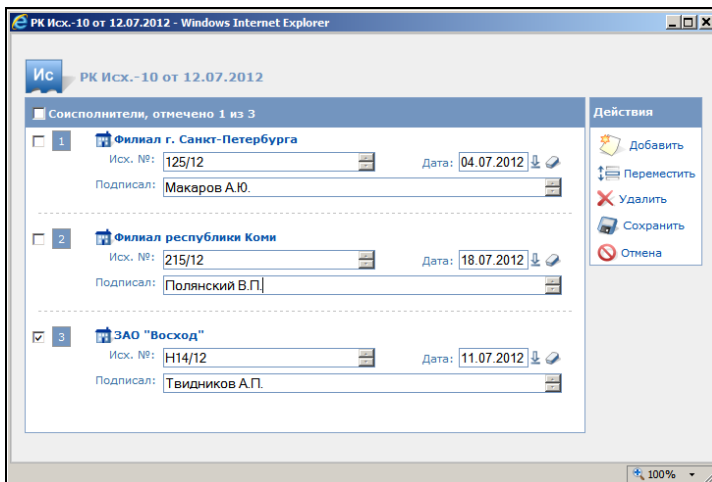 РК Исх.-10 от 12.07.2012 - Windows Internet Explorer
Ис РК Исх.-10 от 12.07.2012
Соисполнители, отмечено 1 из 3
1 Филиал г. Санкт-Петербурга
Исх. №: 125/12 Дата: 04.07.2012
Подписал: Макаров А.Ю.
2 Филиал республики Коми
Исх. №: 215/12 Дата: 18.07.2012
Подписал: Полянский В.П.
3 ЗАО "Восход"
Исх. №: Н14/12 Дата: 11.07.2012
Подписал: Твидников А.П.
Действия
Добавить
Переместить
Удалить
Сохранить
Отмена
100%